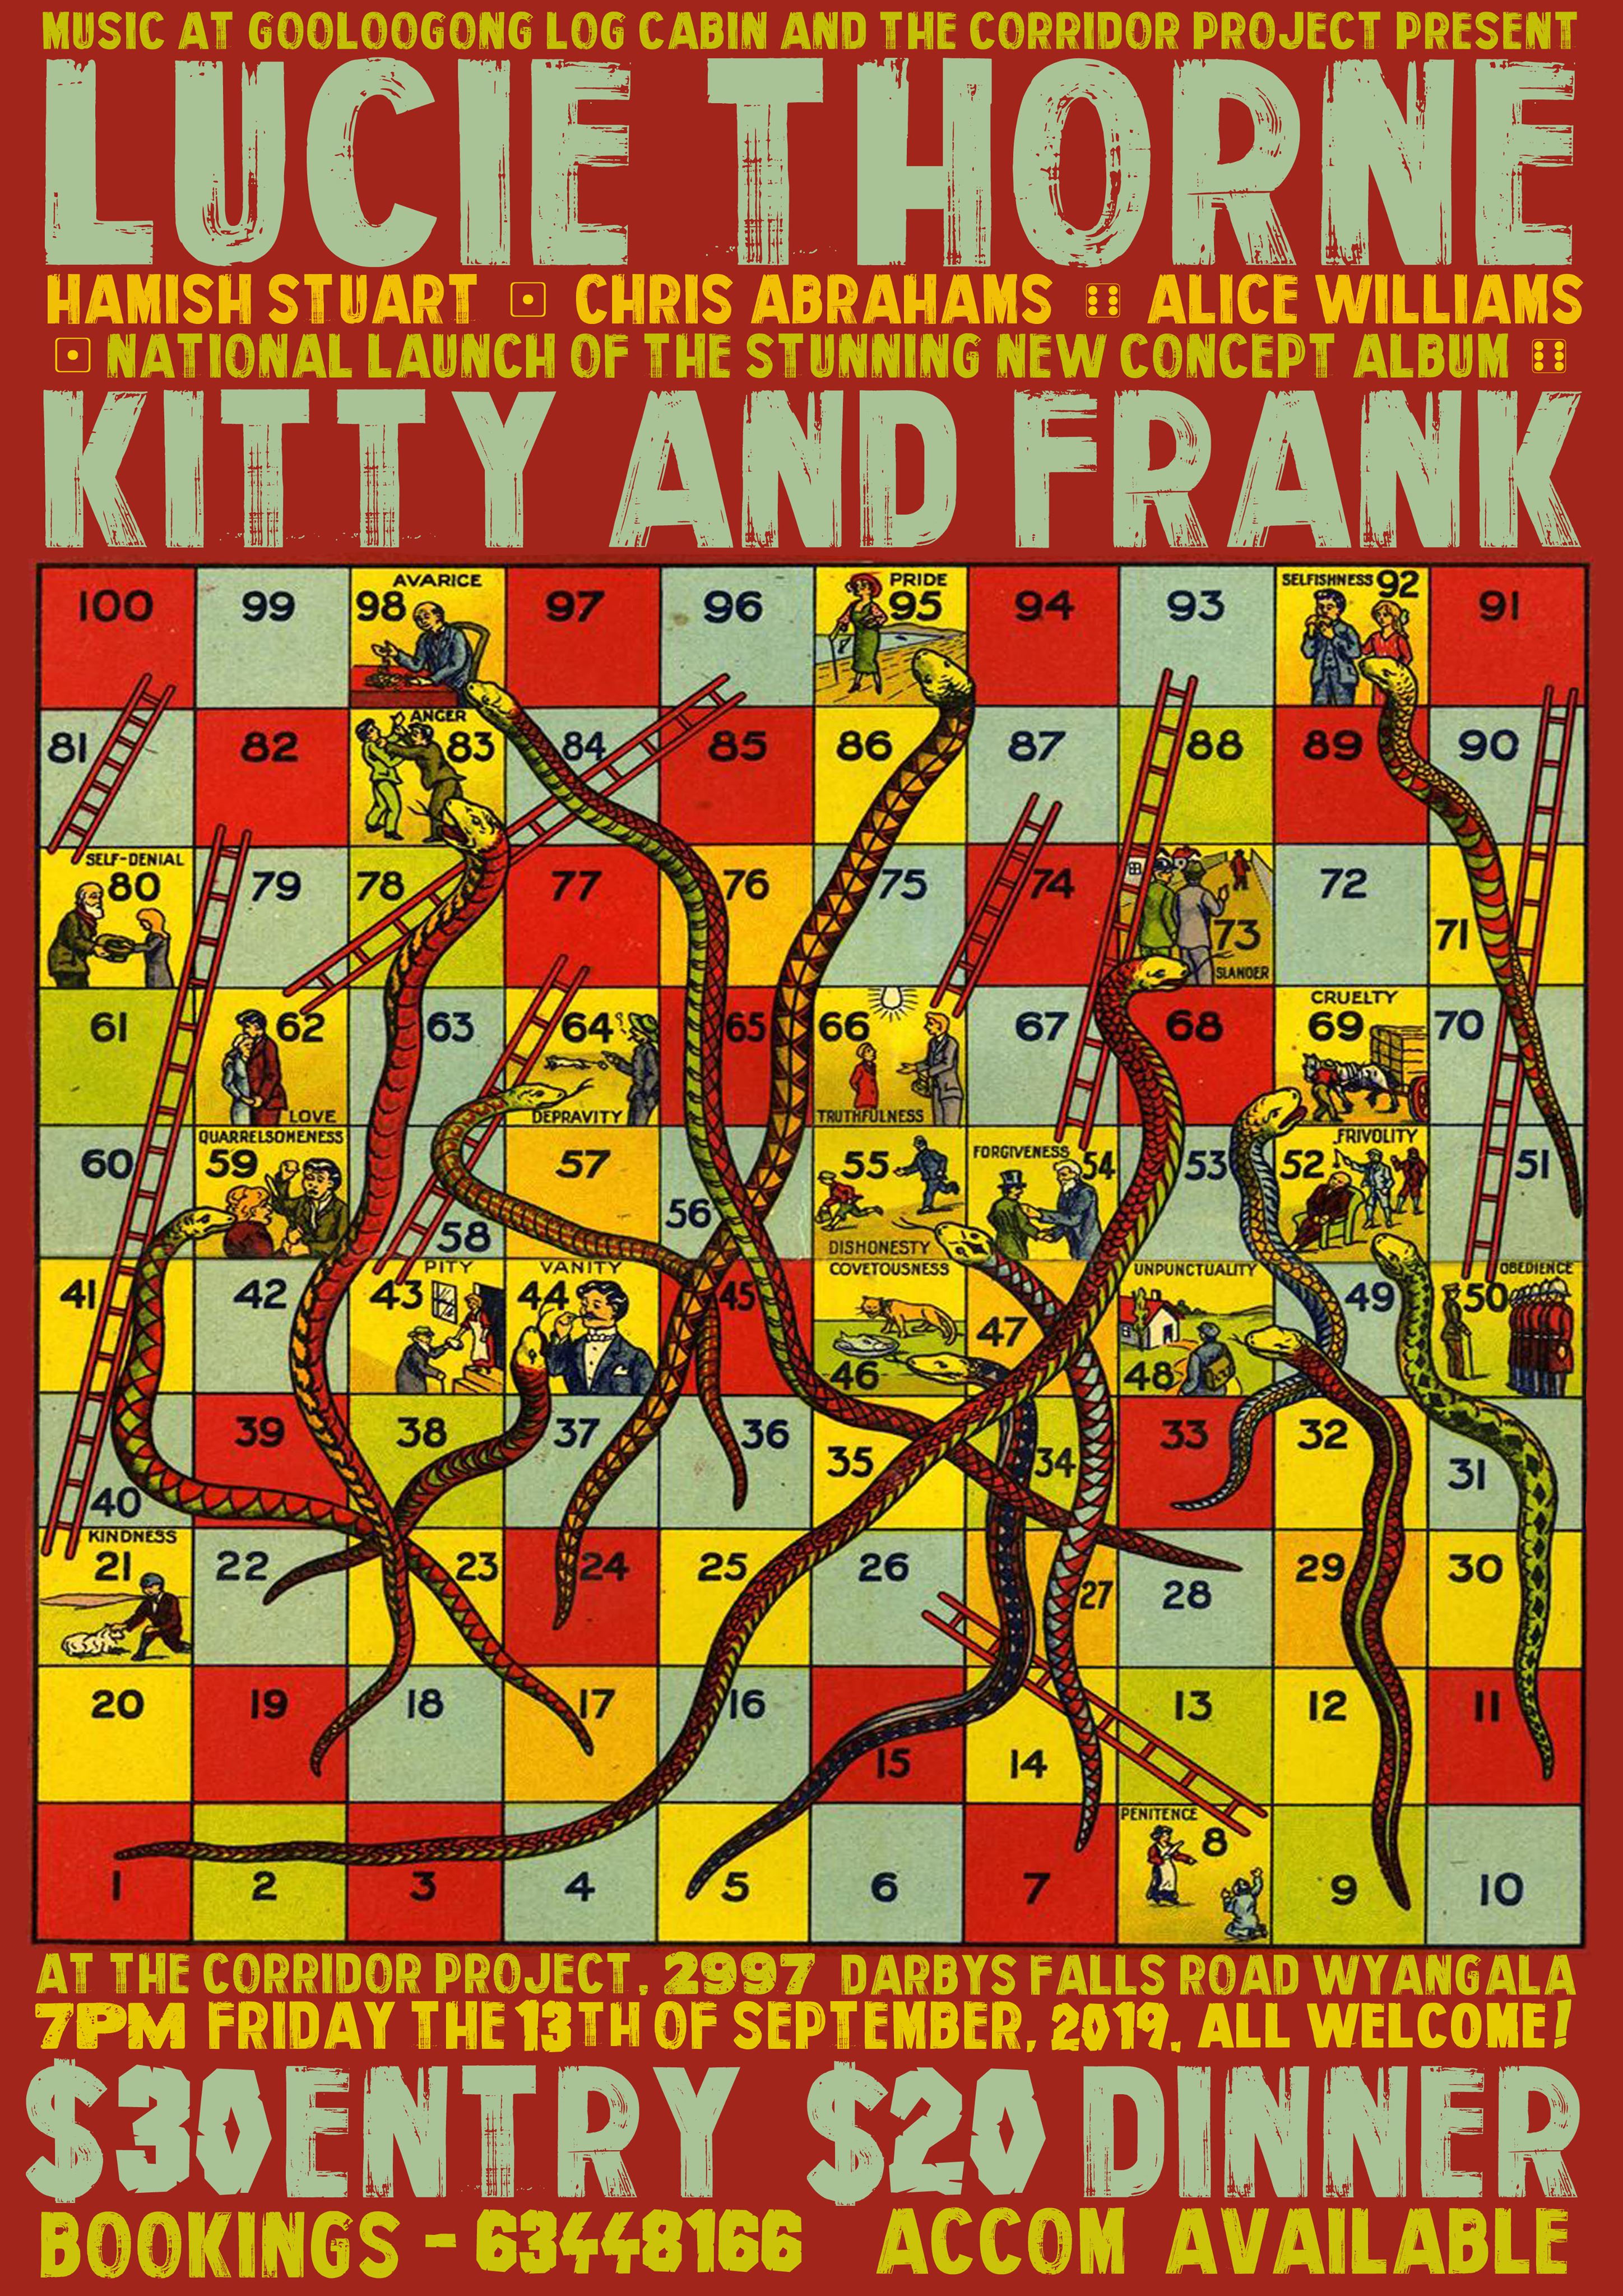 MUSIC AT GOOLOOGONG LOG CABIN AND THE CORRIDOR PROJECT PRESENT
LUCIE THORNE
HAMISH STUART CHRIS ABRAHAMS ALICE WILLIAMS
NATIONAL LAUNCH OF THE STUNNING NEW CONCEPT ALBUM
KITTY AND FRANK
100 99 AVARICE 98 97 96 PRIDE 95 94 93 SELFISHNESS 92 91
81 82 ANGER 83 84 85 86 87 88 89 90
SELF-DENIAL 80 79 78 77 76 75 74 73 SLANDER 72 71
61 62 LOVE 63 64 DEPRAVITY 65 66 TRUTHFULNESS 67 68 CRUELTY 69 70
60 QUARRELSOMENESS 59 58 57 56 55 DISHONESTY FORGIVENESS 54 53 FRIVOLITY 52 51
41 42 PITY 43 VANITY 44 45 COVETOUSNESS 46 47 UNPUNCTUALITY 48 49 OBEDIENCE 50
40 39 38 37 36 35 34 33 32 31
KINDNESS 21 22 23 24 25 26 27 28 29 30
20 19 18 17 16 15 14 13 12 11
1 2 3 4 5 6 7 PENITENCE 8 9 10
AT THE CORRIDOR PROJECT, 2997 DARBYS FALLS ROAD WYANGALA
7PM FRIDAY THE 13TH OF SEPTEMBER, 2019, ALL WELCOME!
$30 ENTRY $20 DINNER
BOOKINGS - 63448166 ACCOM AVAILABLE